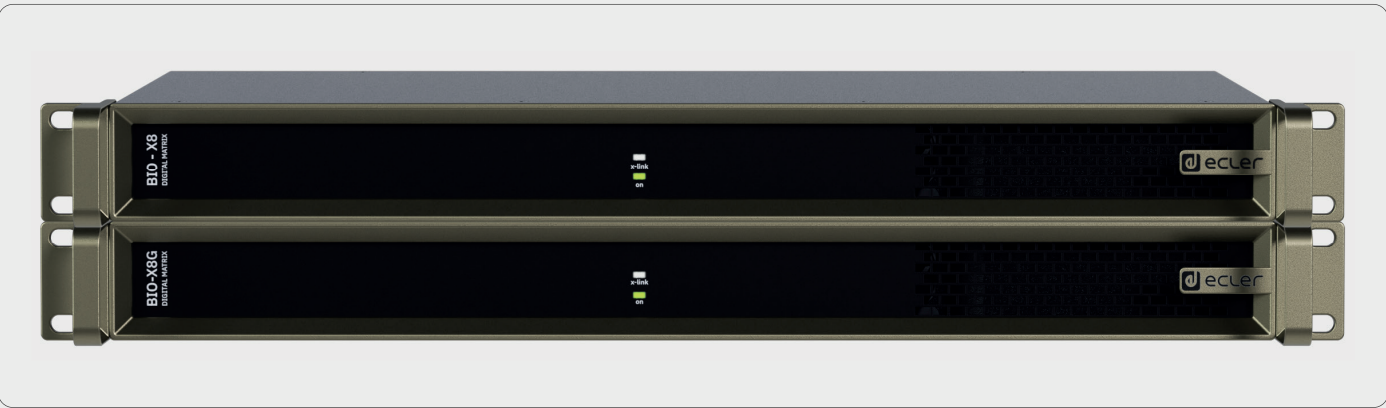 BIO - X8
DIGITAL MATRIX
x-link
on
ecler
BIO-X8G
DIGITAL MATRIX
x-link
on
ecler